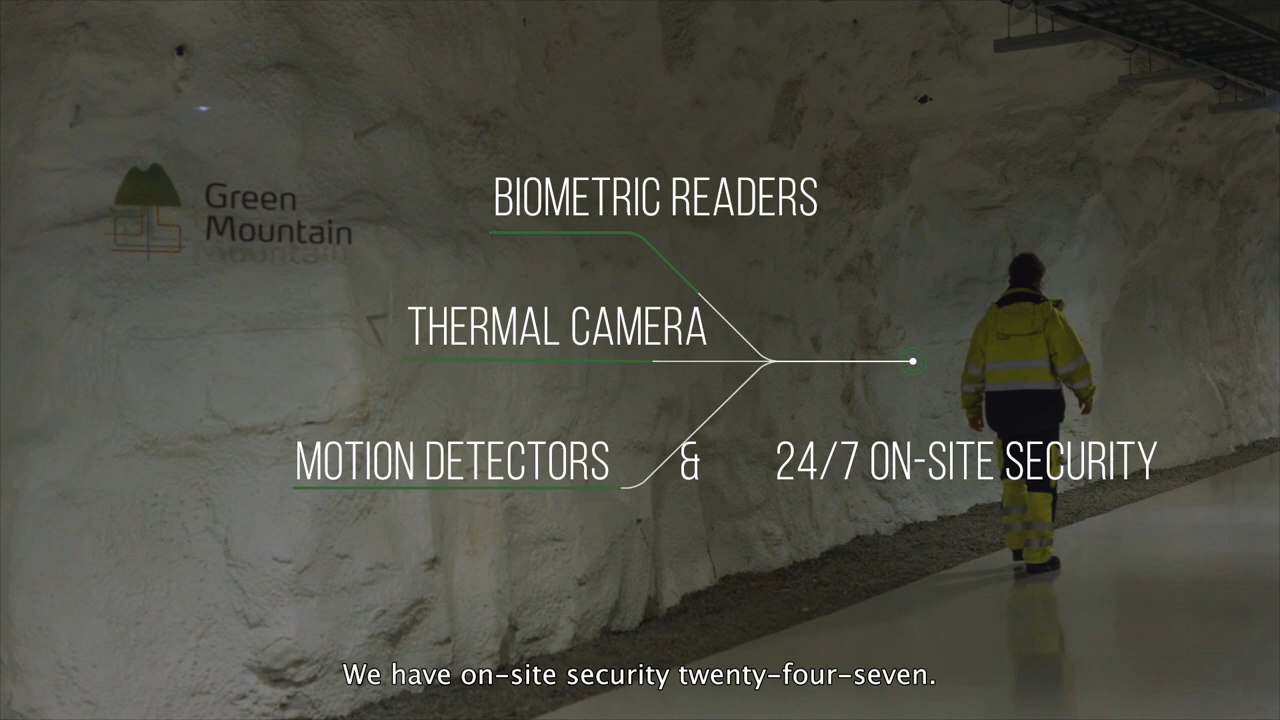 Green
Mountain
BIOMETRIC READERS
THERMAL CAMERA
MOTION DETECTORS & 24/7 ON-SITE SECURITY
We have on-site security twenty-four-seven.